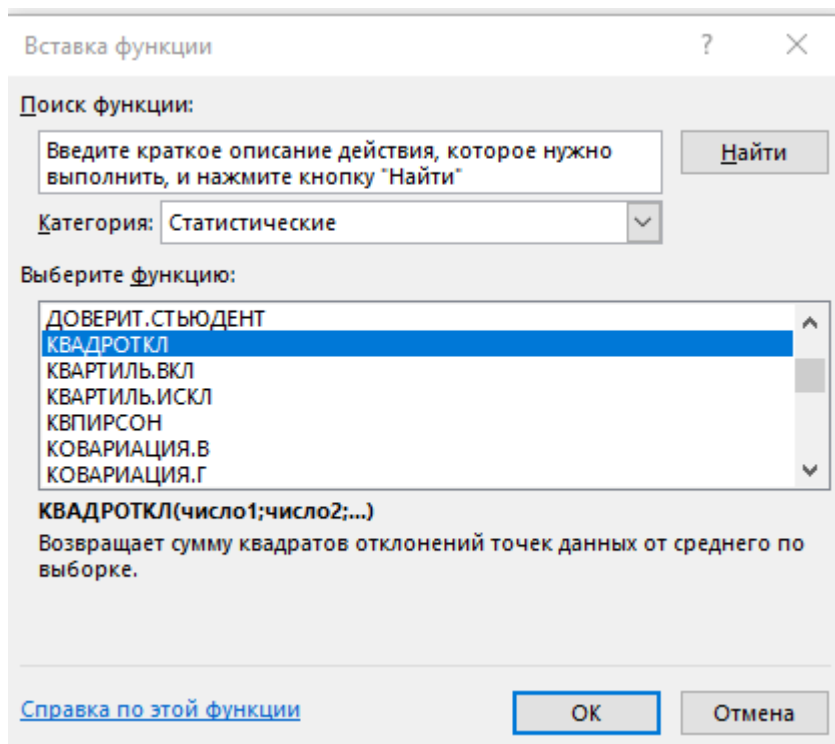 Вставка функции ?
Поиск функции:
Введите краткое описание действия, которое нужно
выполнить, и нажмите кнопку "Найти"
Найти
Категория: Статистические
Выберите функцию:
ДОВЕРИТ.СТЬЮДЕНТ
КВАДРОТКЛ
КВАРТИЛЬ.ВКЛ
КВАРТИЛЬ.ИСКЛ
КВПИРСОН
КОВАРИАЦИЯ.В
КОВАРИАЦИЯ.Г
КВАДРОТКЛ(число1;число2;...)
Возвращает сумму квадратов отклонений точек данных от среднего по
выборке.
Справка по этой функции
ОК
Отмена